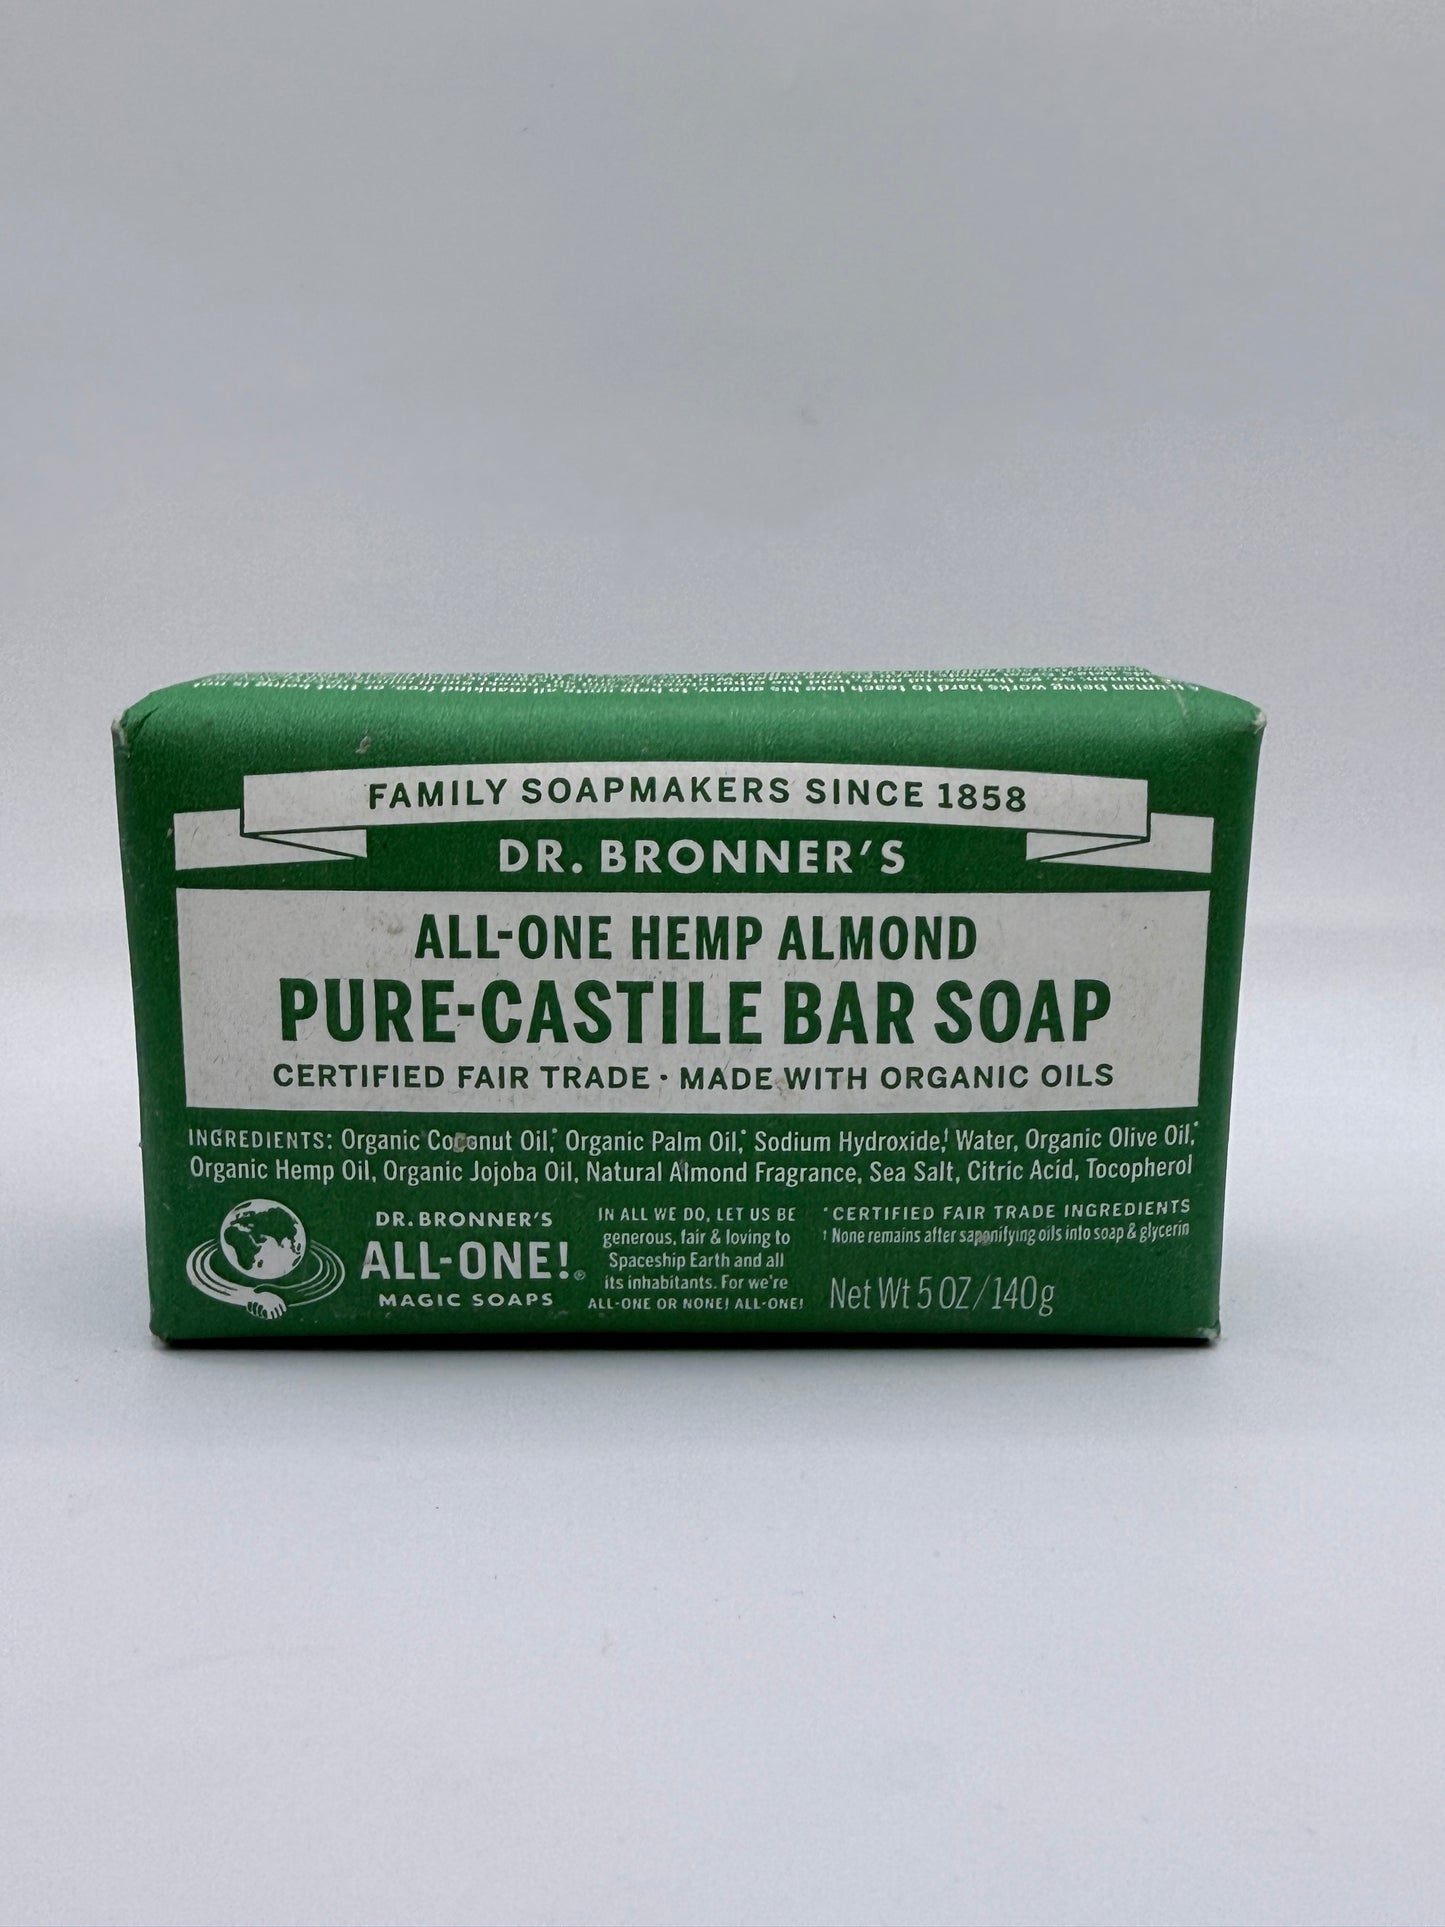 FAMILY SOAPMAKERS SINCE 1858
DR. BRONNER'S
ALL-ONE HEMP ALMOND
PURE-CASTILE BAR SOAP
CERTIFIED FAIR TRADE · MADE WITH ORGANIC OILS
INGREDIENTS: Organic Coconut Oil,* Organic Palm Oil,* Sodium Hydroxide,† Water, Organic Olive Oil,*
Organic Hemp Oil, Organic Jojoba Oil, Natural Almond Fragrance, Sea Salt, Citric Acid, Tocopherol
DR. BRONNER'S
ALL-ONE!®
MAGIC SOAPS
IN ALL WE DO, LET US BE
generous, fair & loving to
Spaceship Earth and all
its inhabitants. For we're
ALL-ONE OR NONE! ALL-ONE!
*CERTIFIED FAIR TRADE INGREDIENTS
† None remains after saponifying oils into soap & glycerin
Net Wt 5 OZ/140g